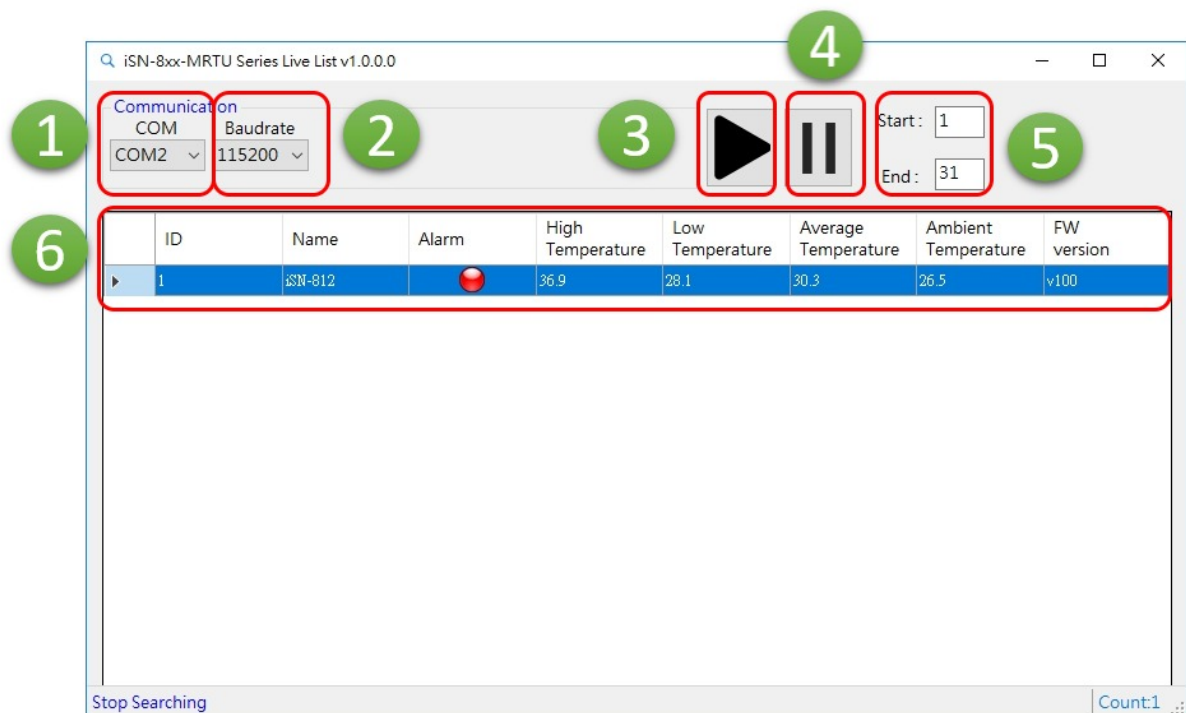 4
iSN-8xx-MRTU Series Live List v1.0.0.0
Communication
COM Baudrate
COM2 115200
1
2
3
Start : 1
End : 31
5
6
ID Name Alarm High Temperature Low Temperature Average Temperature Ambient Temperature FW version
1 iSN-812 36.9 28.1 30.3 26.5 v100
Stop Searching Count:1